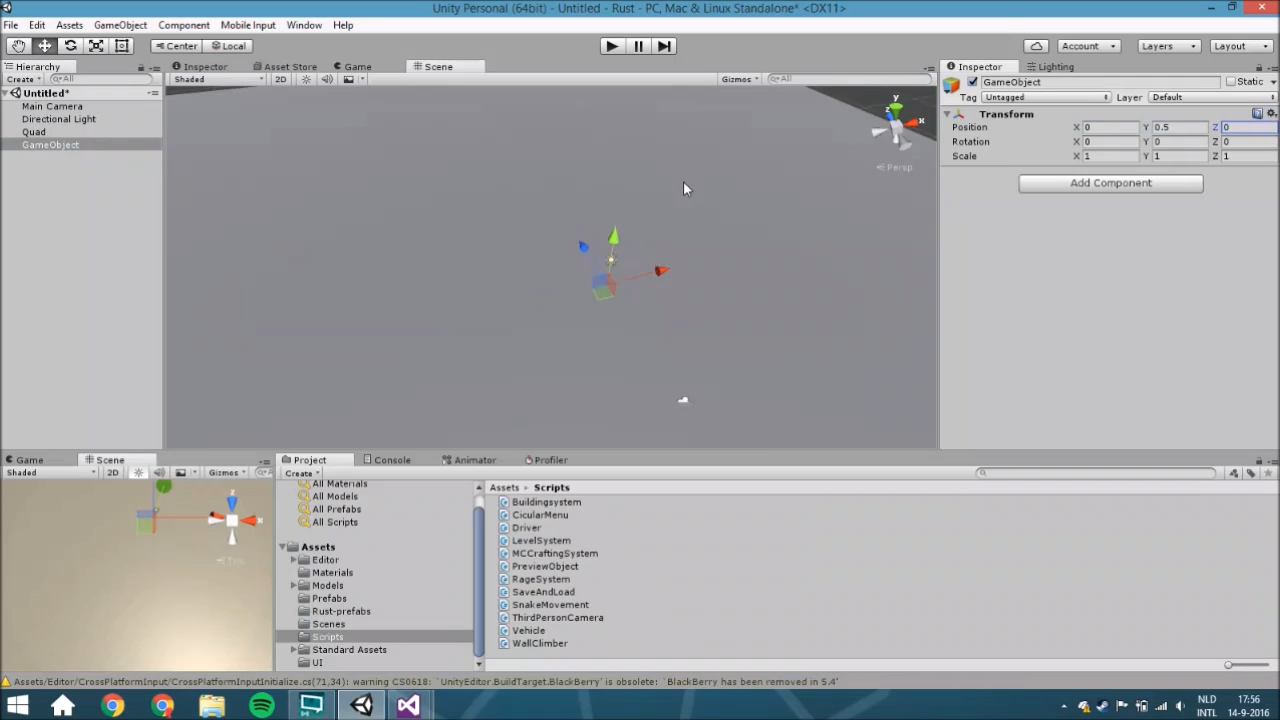 Unity Personal (64bit) - Untitled - Rust - PC, Mac & Linux Standalone* <DX11>
File Edit Assets GameObject Component Mobile Input Window Help
Center Local Account Layers Layout
Hierarchy Inspector Asset Store Game Scene Inspector Lighting
Create All Shaded 2D Gizmos All GameObject Static
Untitled* Tag Untagged Layer Default
Main Camera Transform
Directional Light Position X 0 Y 0.5 Z 0
Quad Rotation X 0 Y 0 Z 0
GameObject Scale X 1 Y 1 Z 1
y
z x
Persp
Add Component
Game Scene Project Console Animator Profiler
Shaded 2D Gizmos Create
All Materials Assets Scripts
All Models Buildingsystem
All Prefabs CicularMenu
All Scripts Driver
LevelSystem
Assets MCCraftingSystem
Editor PreviewObject
Materials RageSystem
Models SaveAndLoad
Prefabs SnakeMovement
Rust-prefabs ThirdPersonCamera
Scenes Vehicle
Scripts WallClimber
Standard Assets
UI
z
x
Assets/Editor/CrossPlatformInput/CrossPlatformInputInitialize.cs(71,34): warning CS0618: `UnityEditor.BuildTarget.BlackBerry' is obsolete: `BlackBerry has been removed in 5.4'
NLD 17:56
INTL 14-9-2016